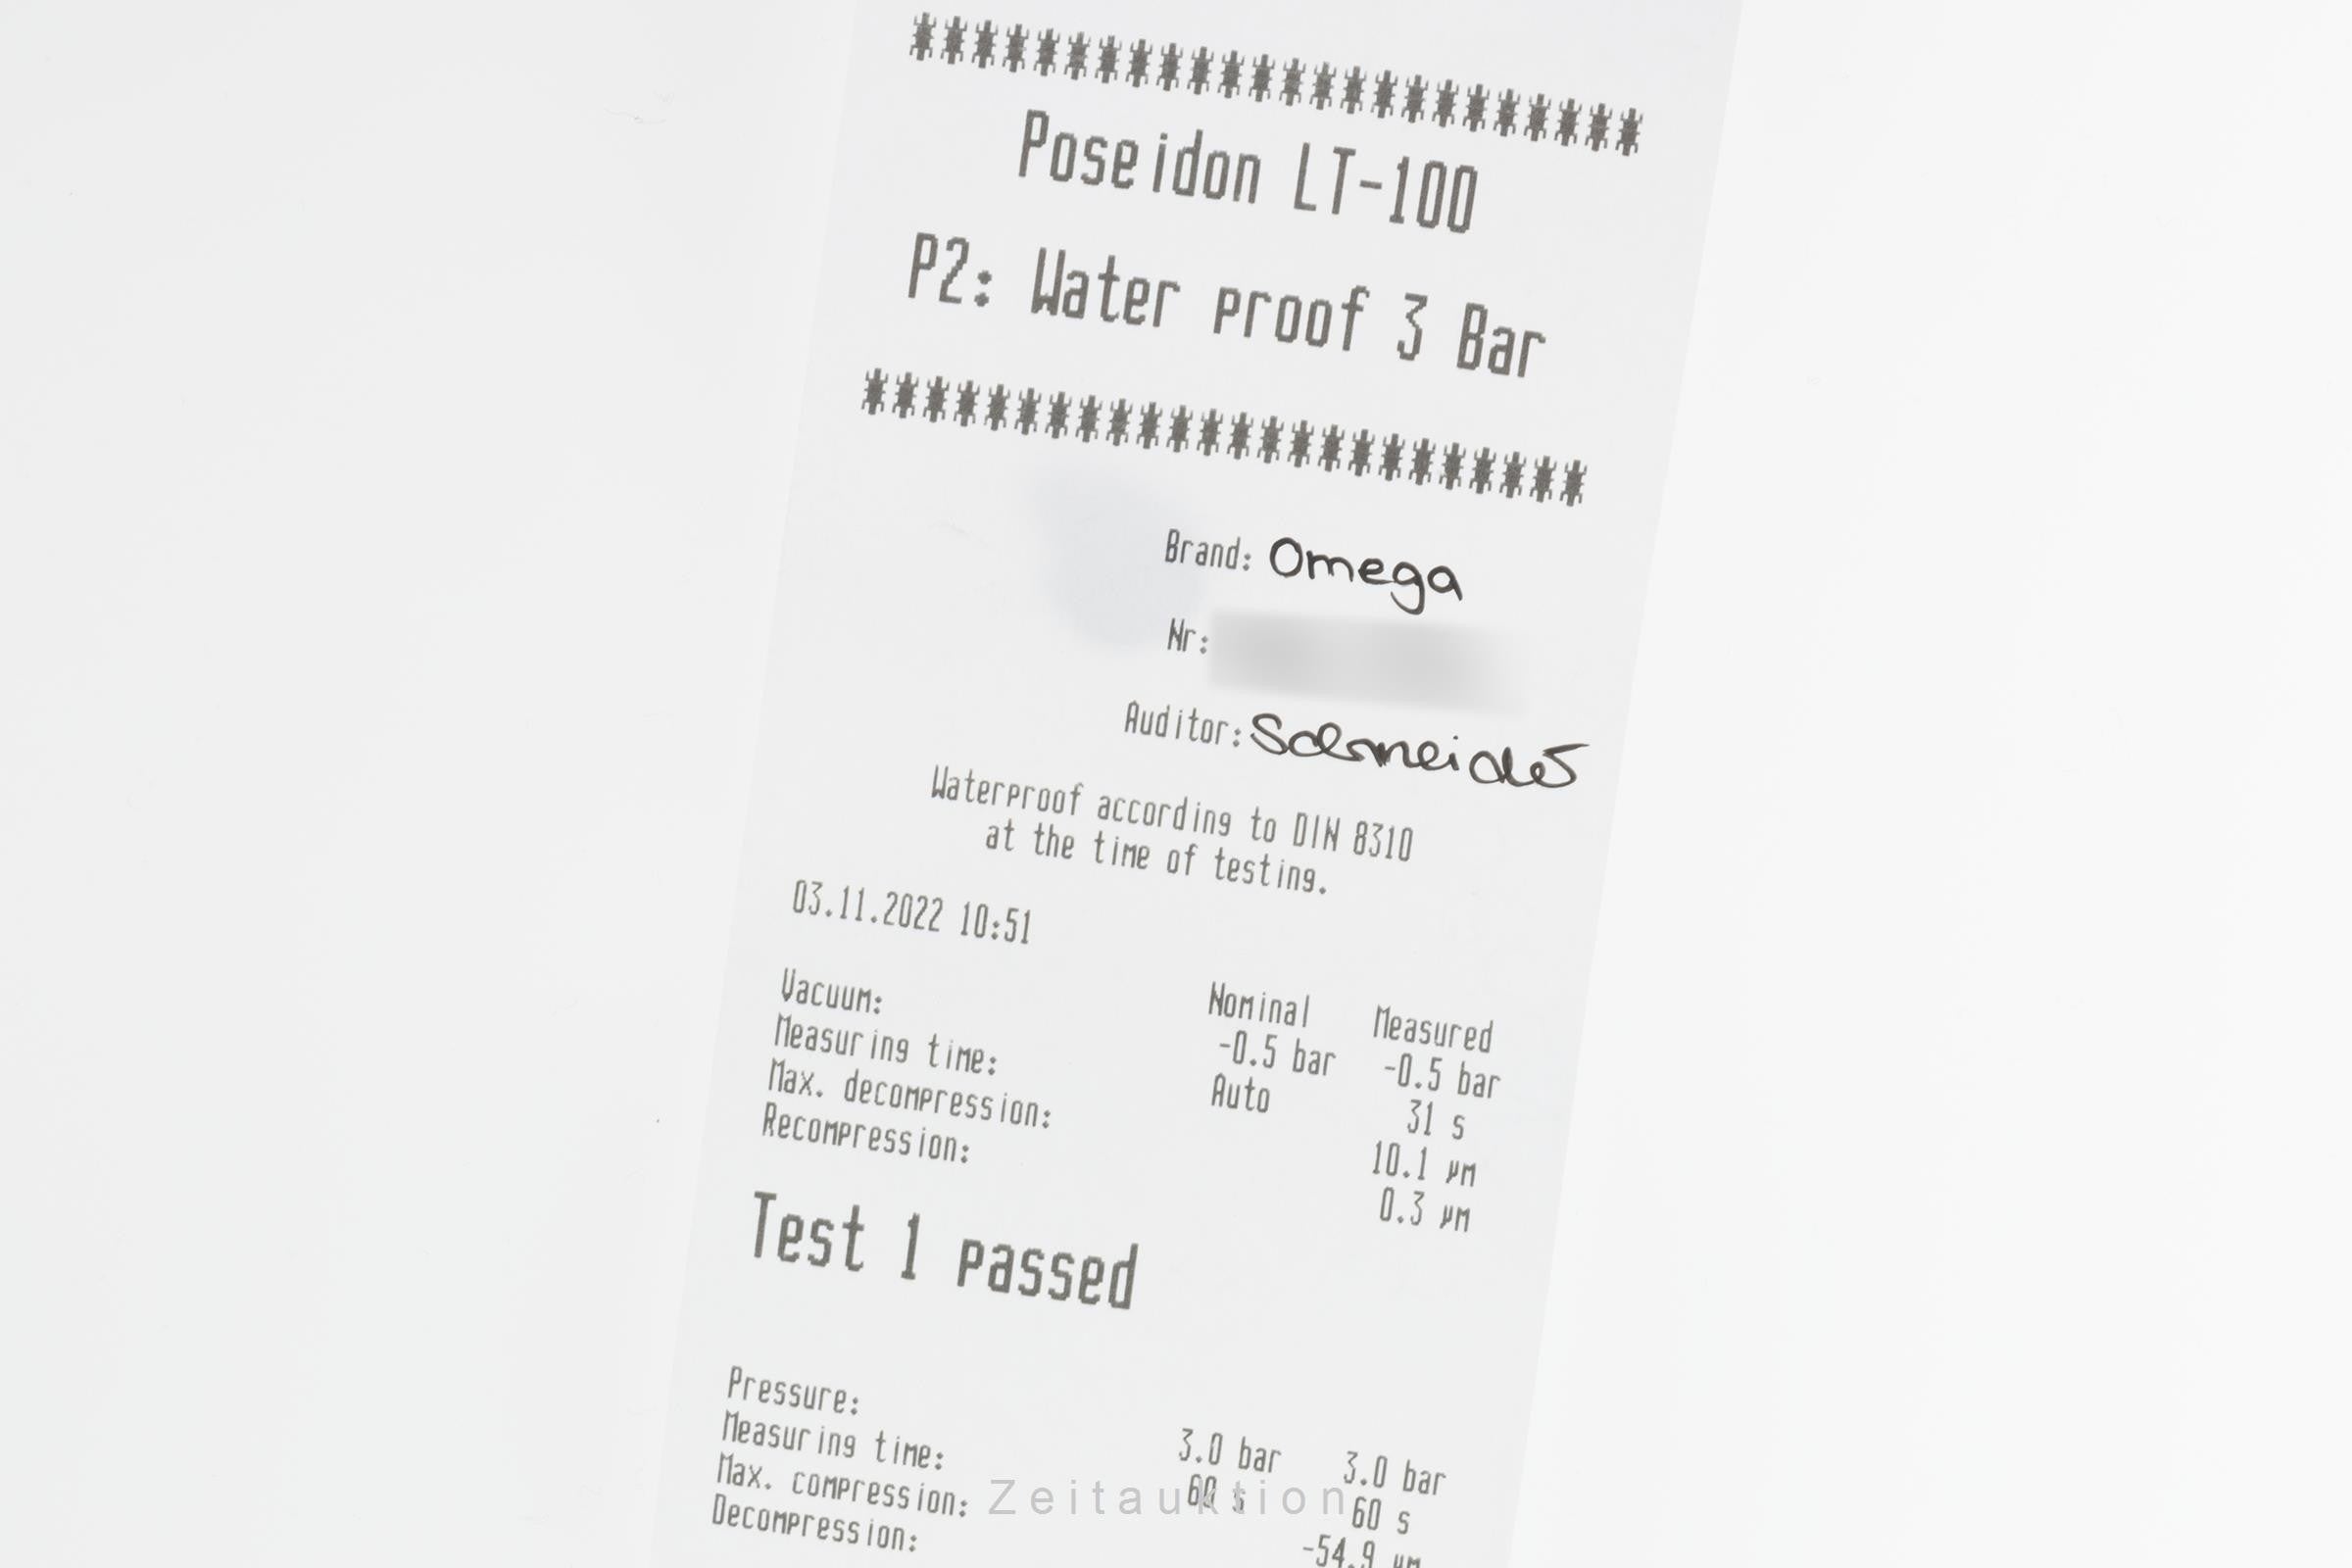 ************************
Poseidon LT-100
P2: Water proof 3 Bar
************************
Brand: Omega
Nr:
Auditor: Schneider
Waterproof according to DIN 8310
at the time of testing.
03.11.2022 10:51
Nominal Measured
Vacuum: -0.5 bar -0.5 bar
Measuring time: Auto 31 s
Max. decompression: 10.1 µm
Recompression: 0.3 µm
Test 1 passed
Pressure: 3.0 bar 3.0 bar
Measuring time: 60 s 60 s
Max. compression: -54.9 µm
Decompression:
Zeitauktion